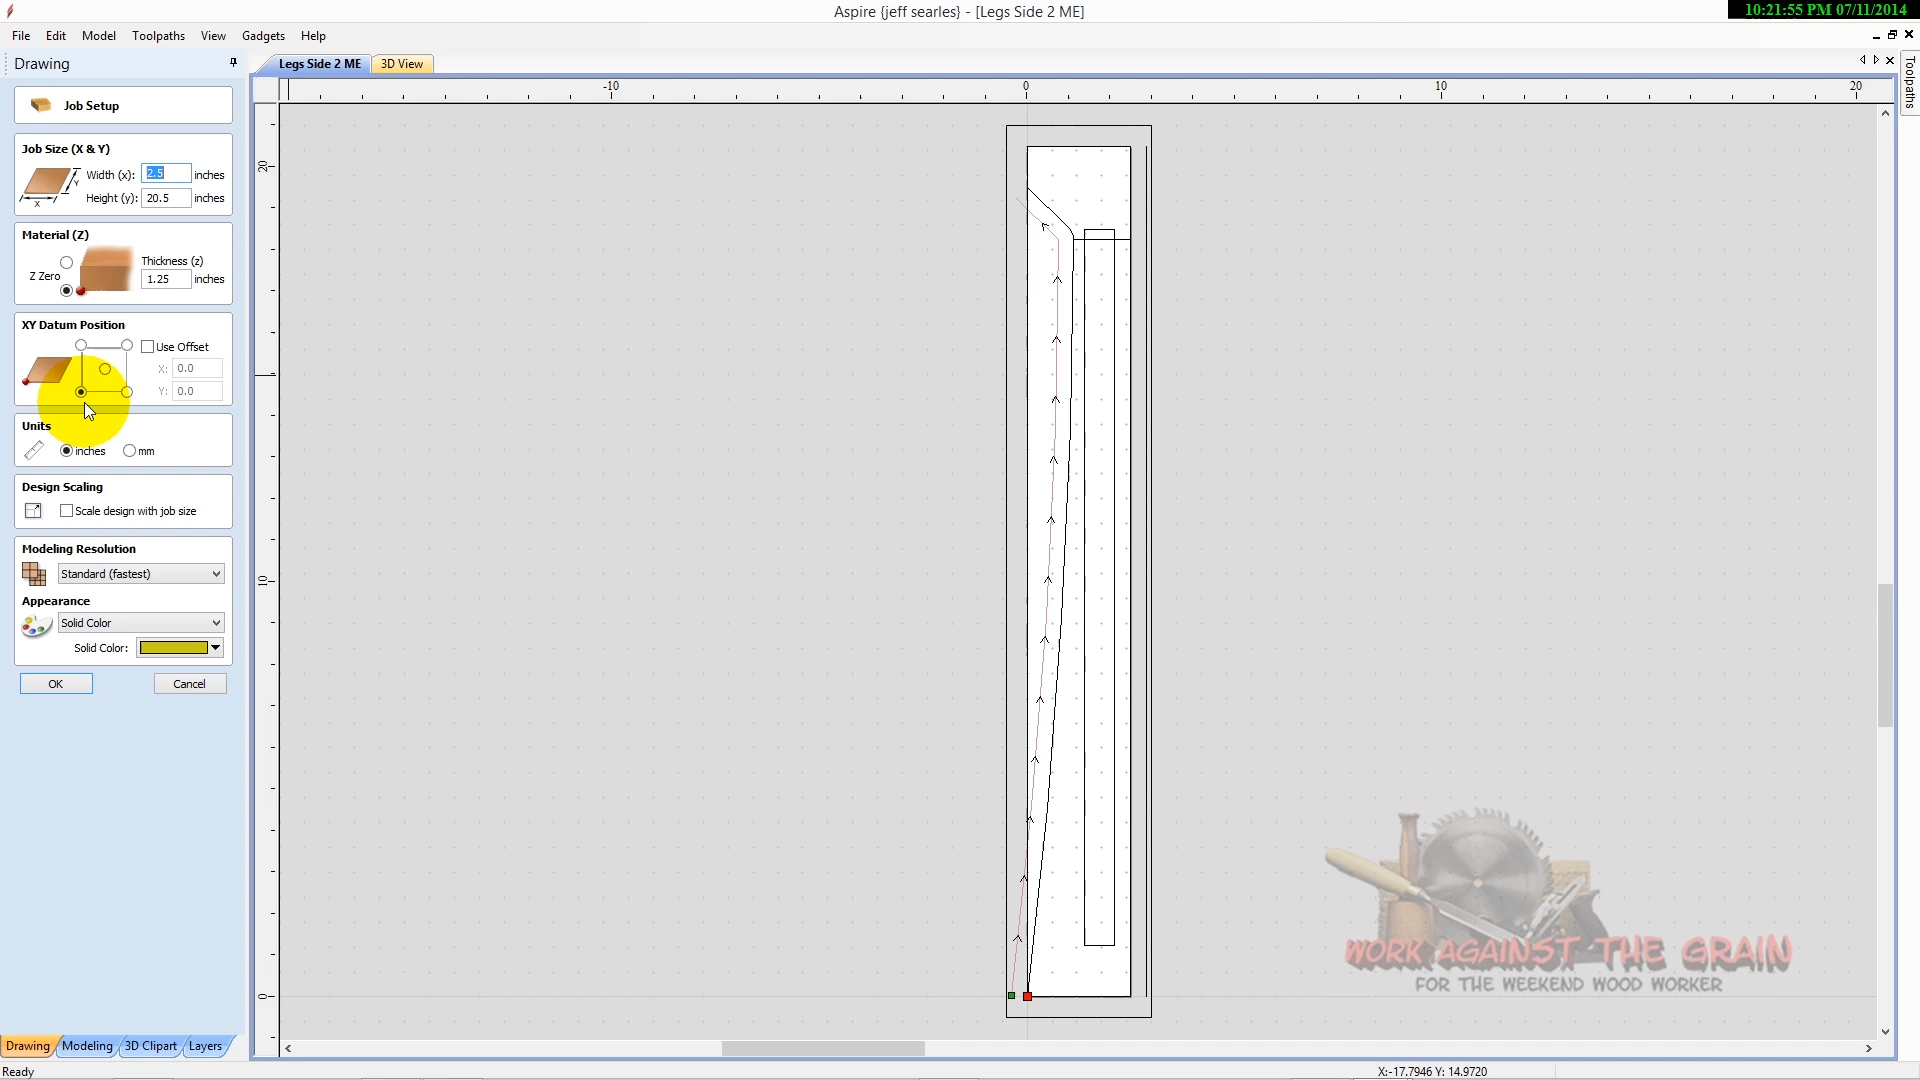 Aspire {jeff searles} - [Legs Side 2 ME]
10:21:55 PM 07/11/2014
File Edit Model Toolpaths View Gadgets Help
Drawing
Legs Side 2 ME 3D View
Toolpaths
-10 0 10 20
20
10
0
Job Setup
Job Size (X & Y)
Width (x): 2.5 inches
Height (y): 20.5 inches
Y
X
Material (Z)
Thickness (z)
Z Zero 1.25 inches
XY Datum Position
Use Offset
X: 0.0
Y: 0.0
Units
inches mm
Design Scaling
Scale design with job size
Modeling Resolution
Standard (fastest)
Appearance
Solid Color
Solid Color:
OK Cancel
WORK AGAINST THE GRAIN
FOR THE WEEKEND WOOD WORKER
Drawing Modeling 3D Clipart Layers
Ready X:-17.7946 Y: 14.9720